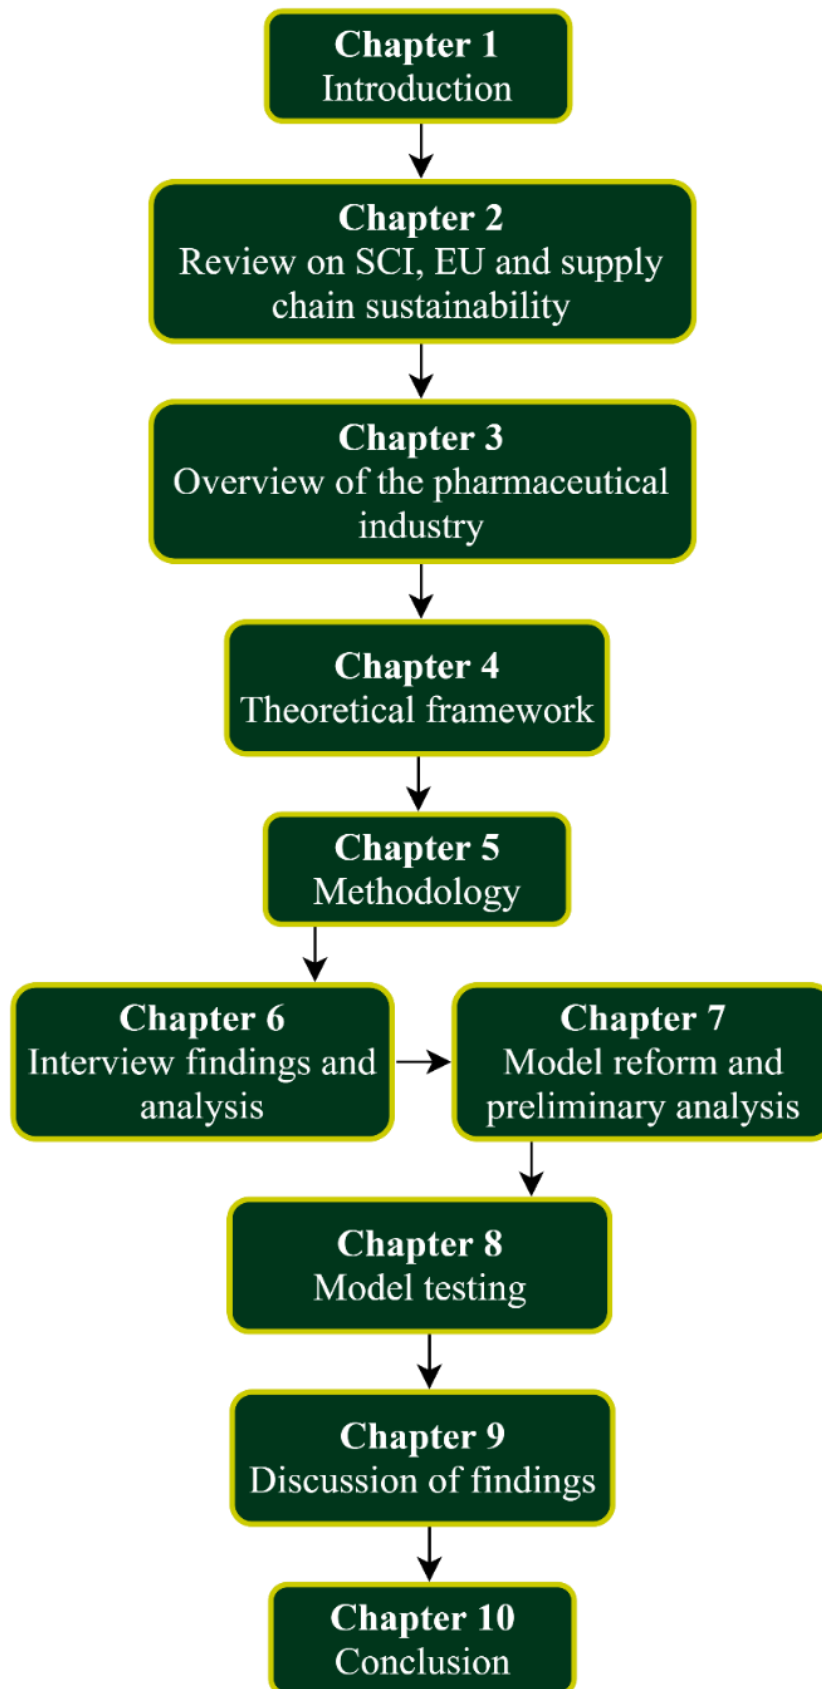 Chapter 1
Introduction
Chapter 2
Review on SCI, EU and supply
chain sustainability
Chapter 3
Overview of the pharmaceutical
industry
Chapter 4
Theoretical framework
Chapter 5
Methodology
Chapter 6
Interview findings and
analysis
Chapter 7
Model reform and
preliminary analysis
Chapter 8
Model testing
Chapter 9
Discussion of findings
Chapter 10
Conclusion